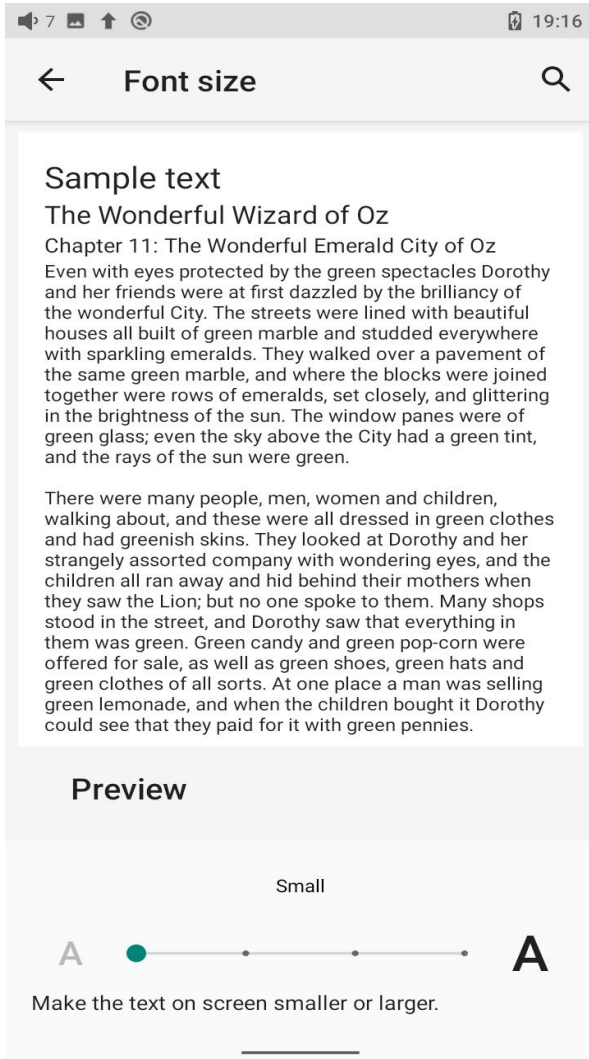 7 19:16
Font size
Sample text
The Wonderful Wizard of Oz
Chapter 11: The Wonderful Emerald City of Oz
Even with eyes protected by the green spectacles Dorothy
and her friends were at first dazzled by the brilliancy of
the wonderful City. The streets were lined with beautiful
houses all built of green marble and studded everywhere
with sparkling emeralds. They walked over a pavement of
the same green marble, and where the blocks were joined
together were rows of emeralds, set closely, and glittering
in the brightness of the sun. The window panes were of
green glass; even the sky above the City had a green tint,
and the rays of the sun were green.
There were many people, men, women and children,
walking about, and these were all dressed in green clothes
and had greenish skins. They looked at Dorothy and her
strangely assorted company with wondering eyes, and the
children all ran away and hid behind their mothers when
they saw the Lion; but no one spoke to them. Many shops
stood in the street, and Dorothy saw that everything in
them was green. Green candy and green pop-corn were
offered for sale, as well as green shoes, green hats and
green clothes of all sorts. At one place a man was selling
green lemonade, and when the children bought it Dorothy
could see that they paid for it with green pennies.
Preview
Small
A A
Make the text on screen smaller or larger.